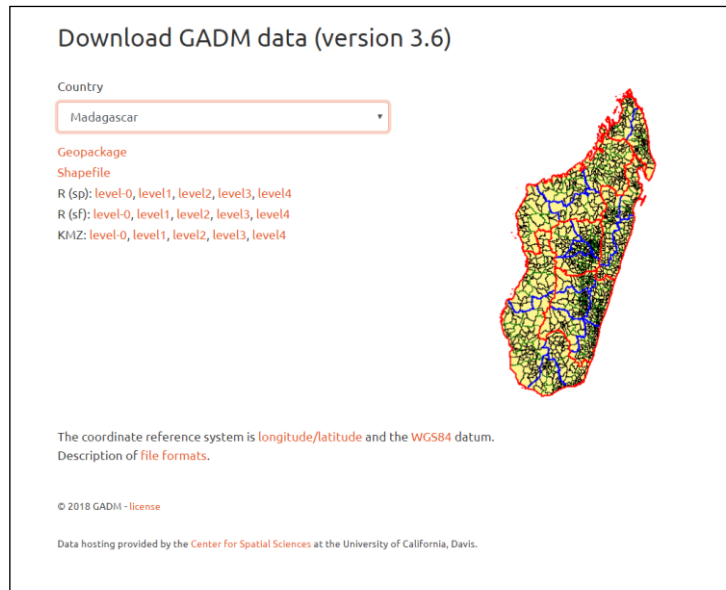 Download GADM data (version 3.6)
Country
Madagascar
Geopackage
Shapefile
R (sp): level-0, level1, level2, level3, level4
R (sf): level-0, level1, level2, level3, level4
KMZ: level-0, level1, level2, level3, level4
The coordinate reference system is longitude/latitude and the WGS84 datum.
Description of file formats.
© 2018 GADM - license
Data hosting provided by the Center for Spatial Sciences at the University of California, Davis.